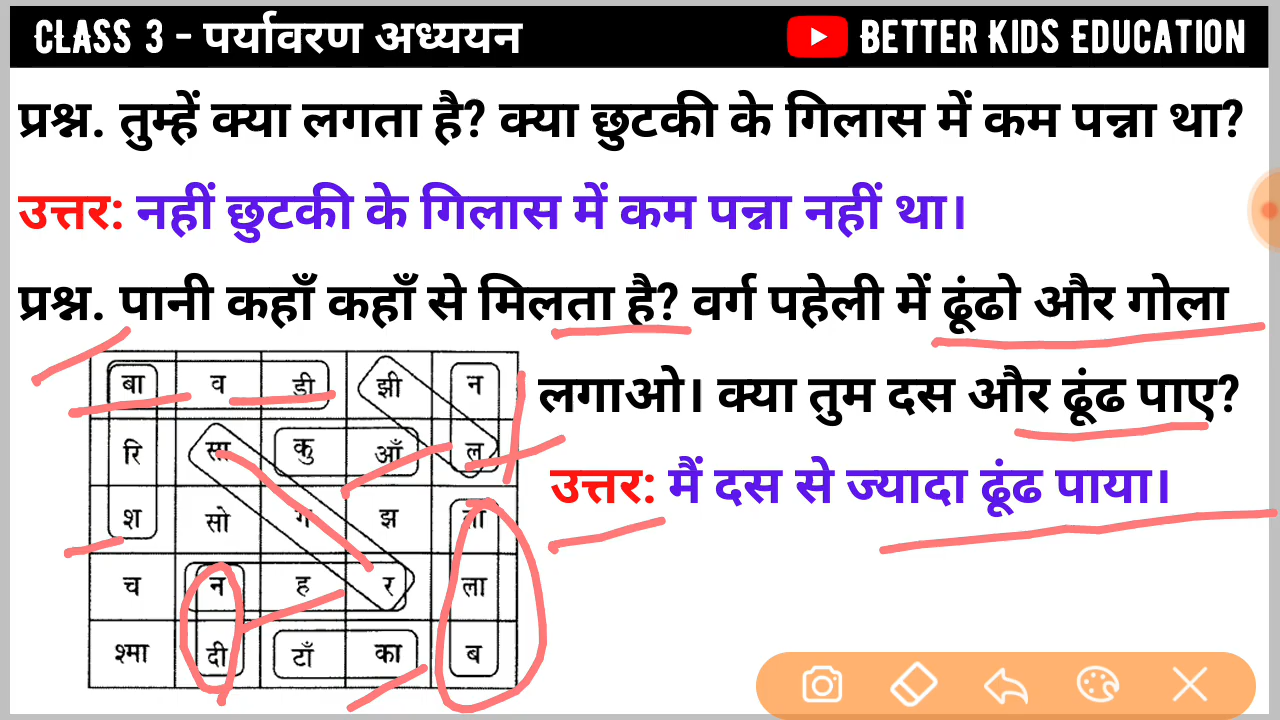 CLASS 3 - पर्यावरण अध्ययन
BETTER KIDS EDUCATION
प्रश्न. तुम्हें क्या लगता है? क्या छुटकी के गिलास में कम पन्ना था?
उत्तर: नहीं छुटकी के गिलास में कम पन्ना नहीं था।
प्रश्न. पानी कहाँ कहाँ से मिलता है? वर्ग पहेली में ढूंढो और गोला
लगाओ। क्या तुम दस और ढूंढ पाए?
उत्तर: मैं दस से ज्यादा ढूंढ पाया।
बा व डी झी न
रि सा कु आँ ल
श सो ग झ ता
च न ह र ला
श्मा दी टाँ का ब